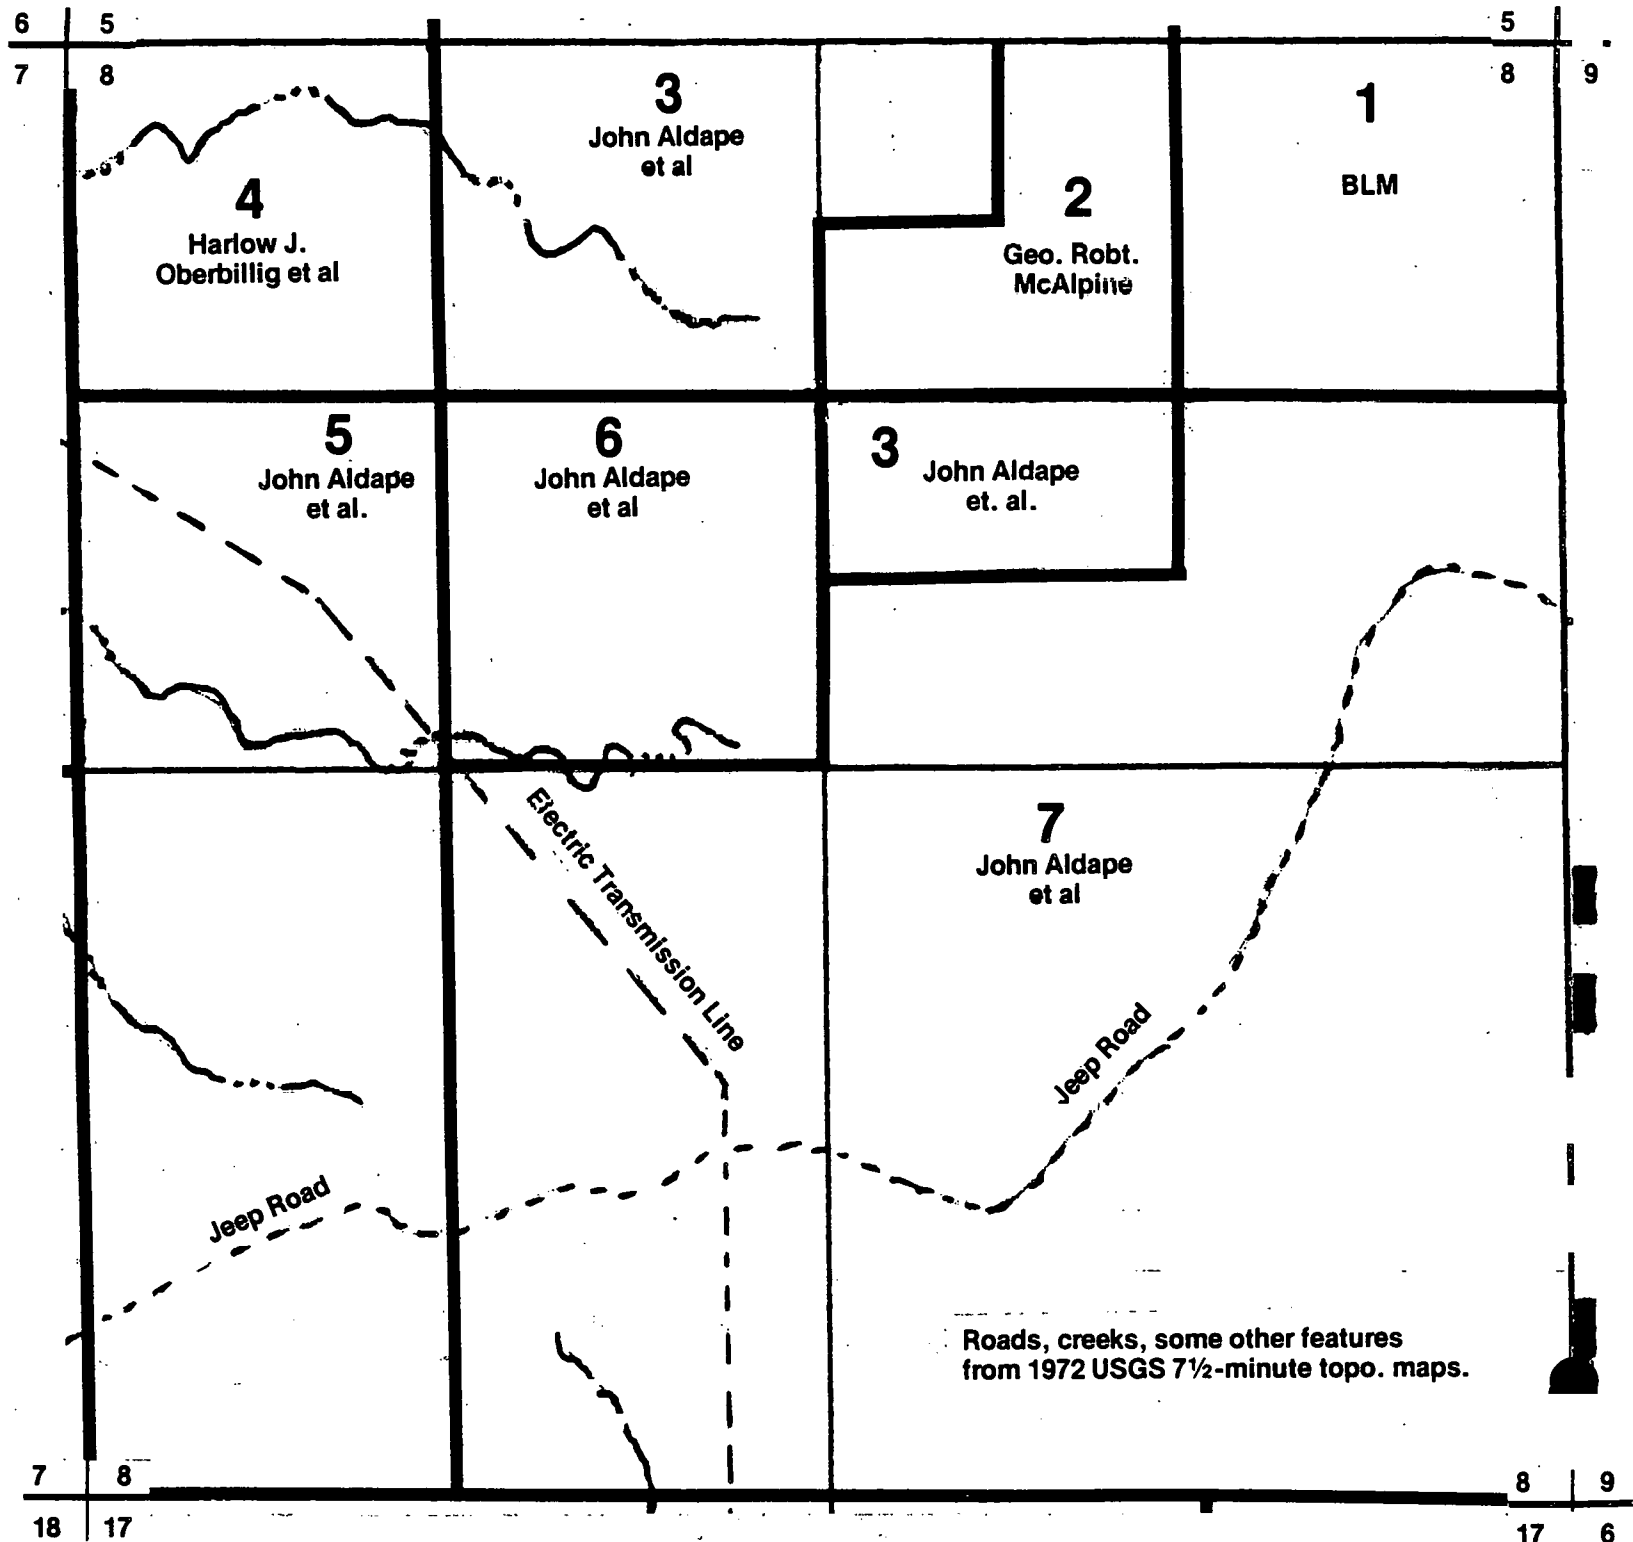 6 5 5
7 8 8 9
3
John Aldape
et al
1
BLM
4
Harlow J.
Oberbillig et al
2
Geo. Robt.
McAlpine
5
John Aldape
et al.
6
John Aldape
et al
3 John Aldape
et. al.
Electric Transmission Line
7
John Aldape
et al
Jeep Road
Jeep Road
Roads, creeks, some other features
from 1972 USGS 7½-minute topo. maps.
7 8 8 9
18 17 17 6